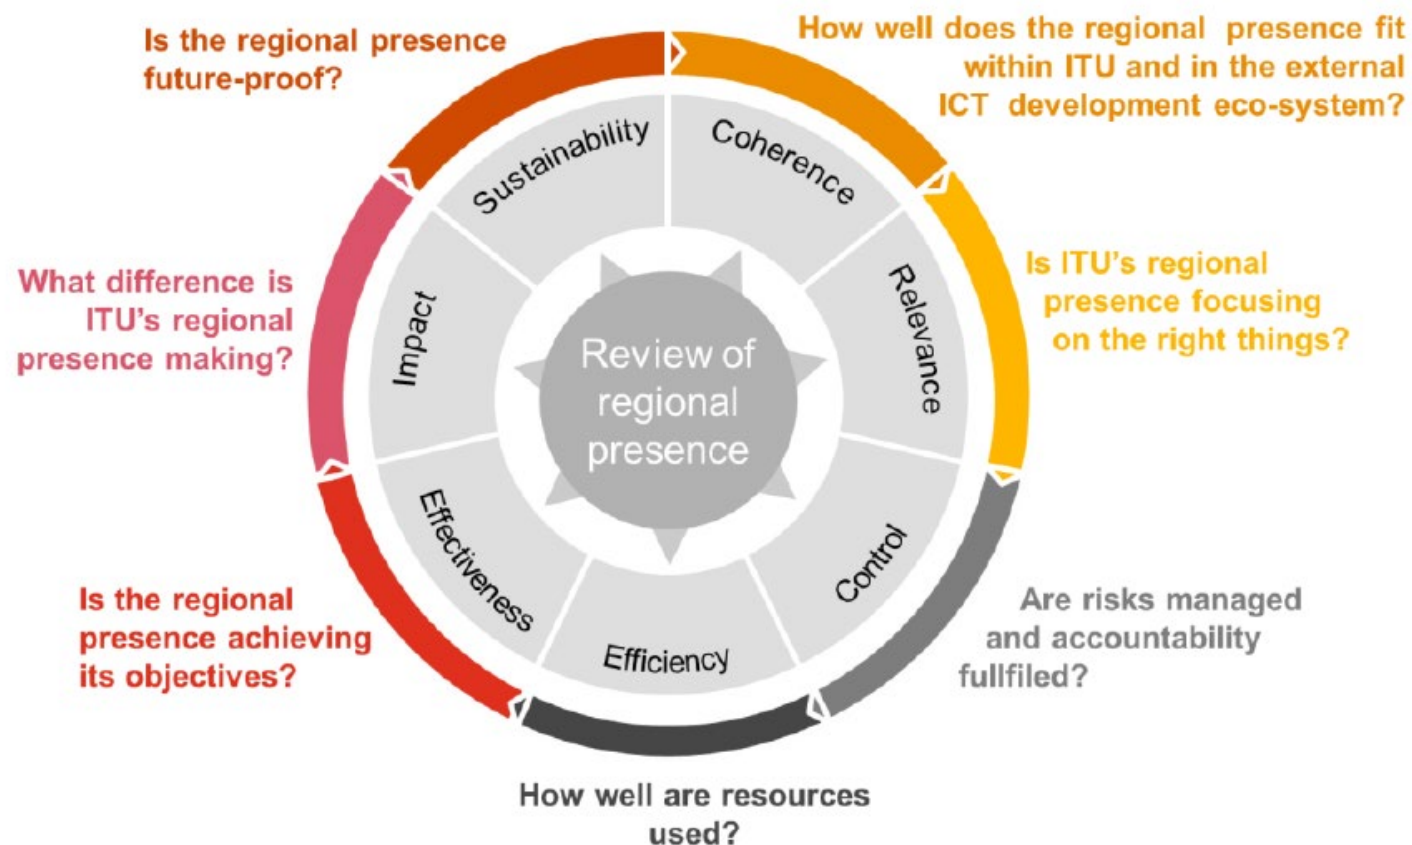 Is the regional presence
future-proof?
How well does the regional presence fit
within ITU and in the external
ICT development eco-system?
Sustainability
Coherence
What difference is
ITU's regional
presence making?
Impact
Review of
regional
presence
Relevance
Is ITU's regional
presence focusing
on the right things?
Effectiveness
Efficiency
Control
Is the regional
presence achieving
its objectives?
Are risks managed
and accountability
fullfiled?
How well are resources
used?